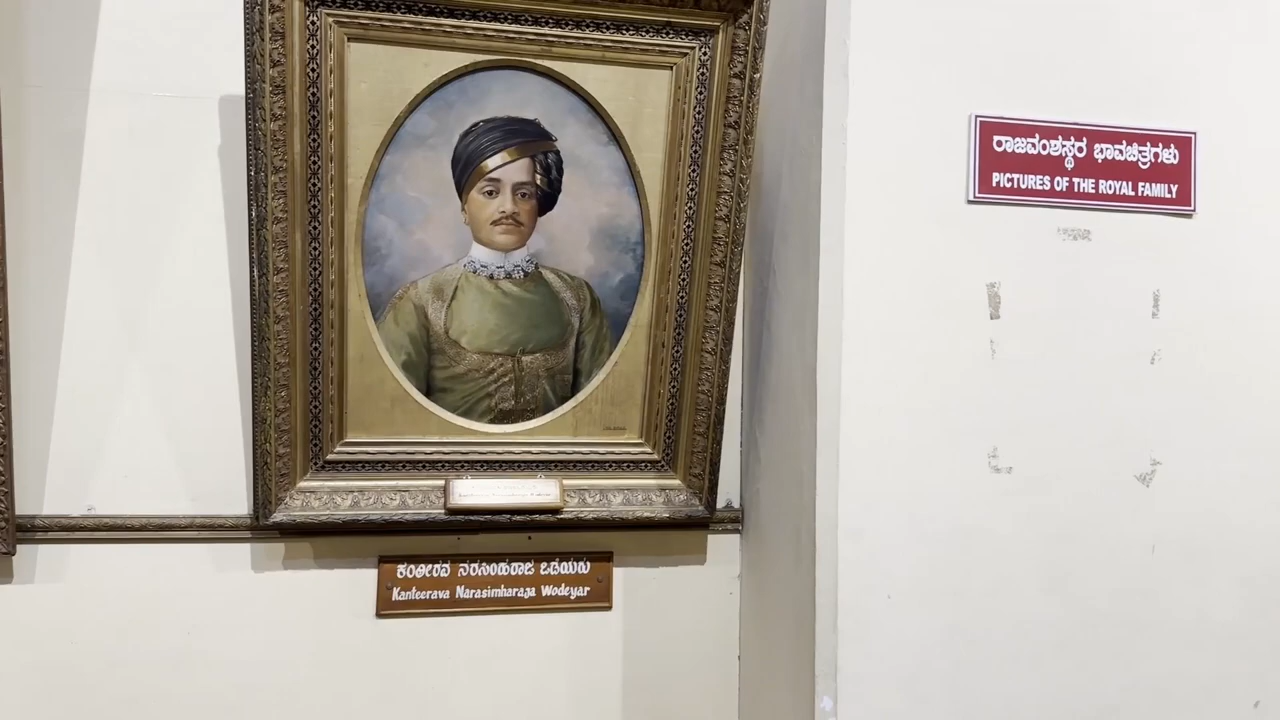 ಕಂಠೀರವ ನರಸಿಂಹರಾಜ ಒಡೆಯರು
Kanteerava Narasimharaja Wodeyar
ರಾಜವಂಶಸ್ಥರ ಭಾವಚಿತ್ರಗಳು
PICTURES OF THE ROYAL FAMILY